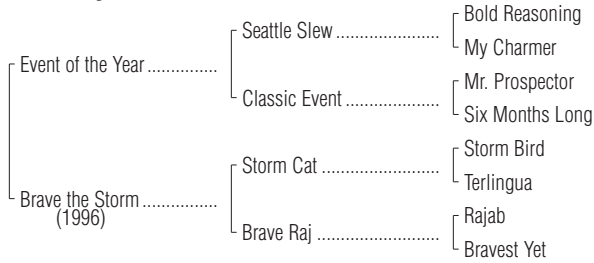 Bold Reasoning
Seattle Slew ..................
My Charmer
Event of the Year ...............
Mr. Prospector
Classic Event ................
Six Months Long
Storm Bird
Storm Cat ....................
Terlingua
Brave the Storm ................
(1996)
Rajab
Brave Raj .....................
Bravest Yet